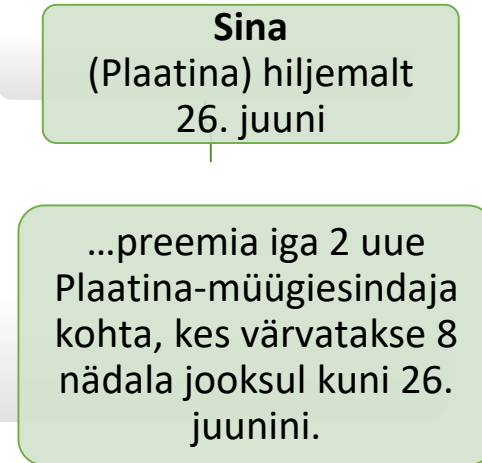 Sina
(Plaatina) hiljemalt
26. juuni
...preemia iga 2 uue
Plaatina-müügiesindaja
kohta, kes värvatakse 8
nädala jooksul kuni 26.
juunini.